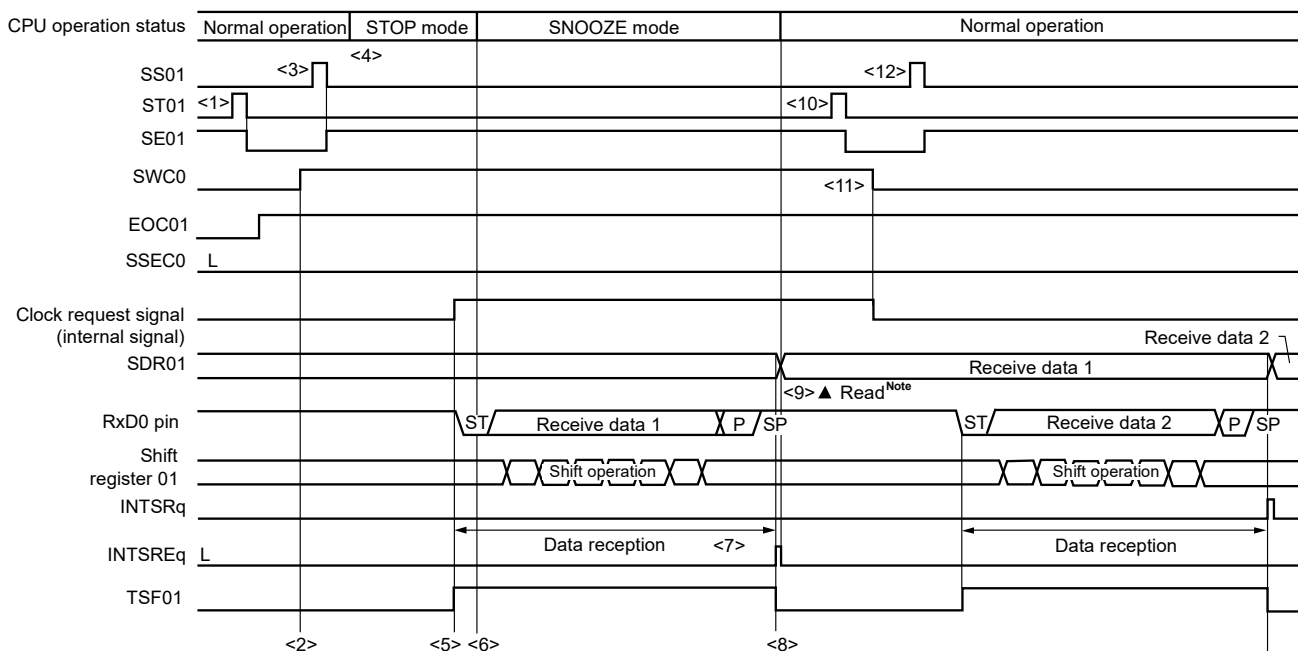 CPU operation status
Normal operation
STOP mode
SNOOZE mode
Normal operation
<3>
<4>
<12>
SS01
<1>
<10>
ST01
SE01
SWC0
<11>
EOC01
SSEC0
L
Clock request signal
(internal signal)
Receive data 2
SDR01
Receive data 1
<9> ▲ Read Note
RxD0 pin
ST
Receive data 1
P
SP
ST
Receive data 2
P
SP
Shift
register 01
Shift operation
Shift operation
INTSRq
Data reception
<7>
Data reception
INTSREq
L
TSF01
<2>
<5>
<6>
<8>